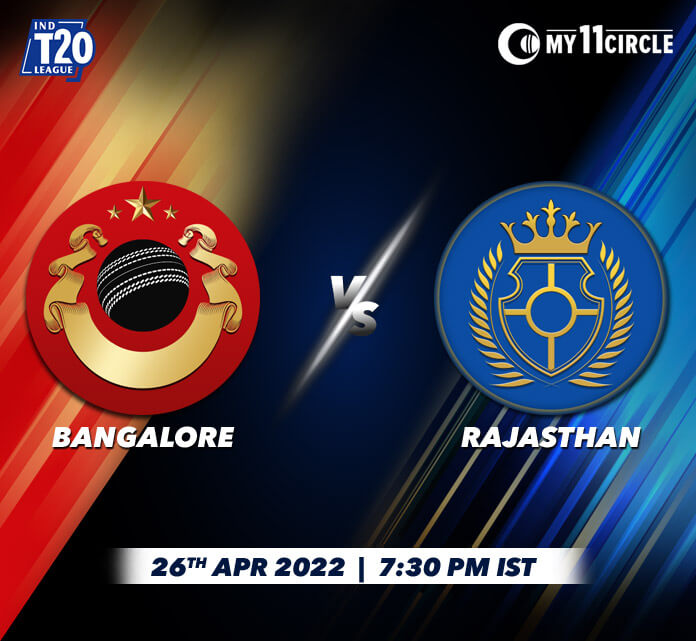 IND
T20
LEAGUE
MY11CIRCLE
VS
BANGALORE
RAJASTHAN
26TH APR 2022 | 7:30 PM IST